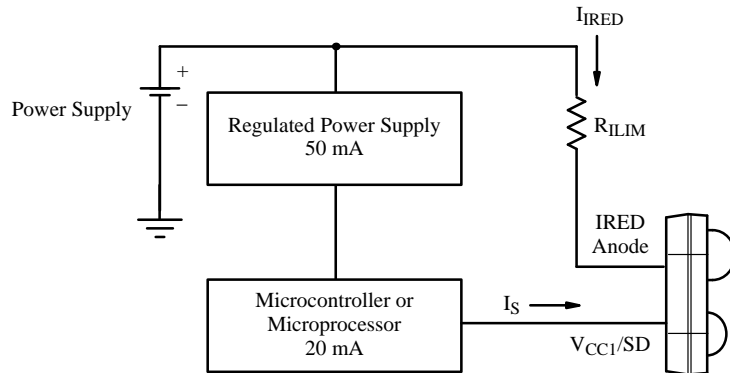 I_IRED
+
−
Power Supply
Regulated Power Supply
50 mA
R_ILIM
IRED
Anode
Microcontroller or
Microprocessor
20 mA
I_S
V_CC1/SD